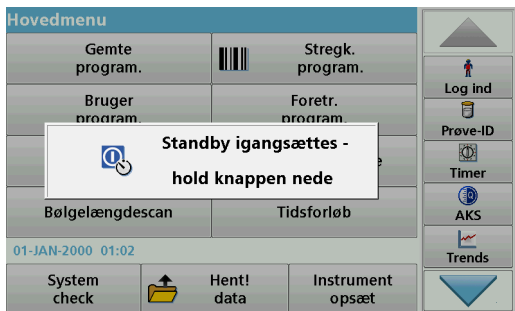 Hovedmenu
Gemte
program.
Stregk.
program.
Bruger
program.
Foretr.
program.
Standby igangsættes -
hold knappen nede
Bølgelængdescan
Tidsforløb
01-JAN-2000 01:02
System
check
Hent!
data
Instrument
opsæt
Log ind
Prøve-ID
Timer
AKS
Trends